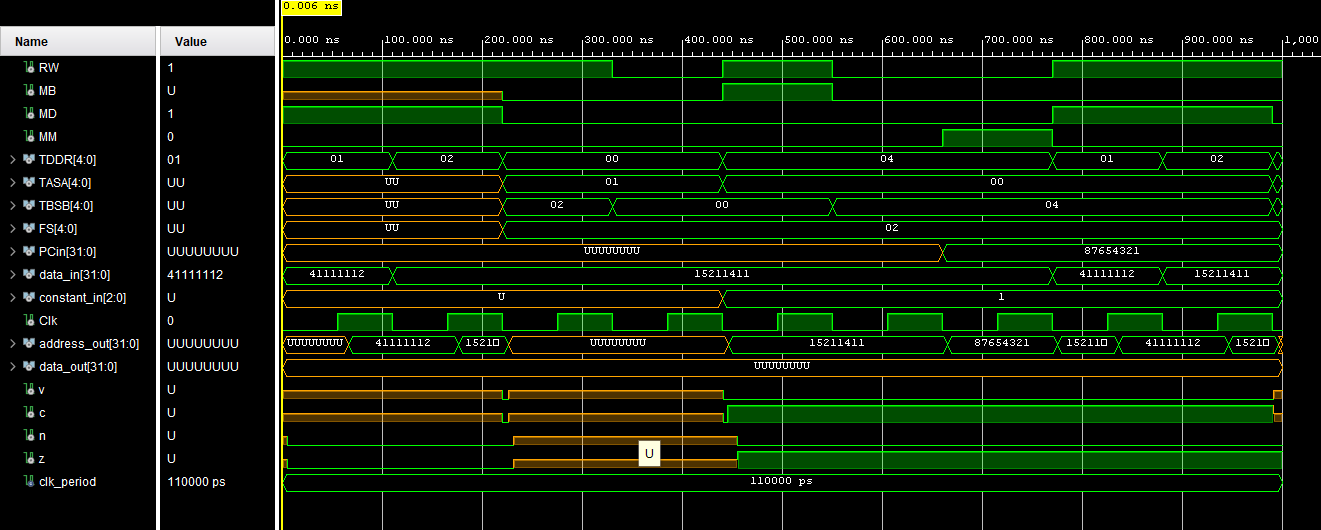 0.006 ns
Name Value 0.000 ns 100.000 ns 200.000 ns 300.000 ns 400.000 ns 500.000 ns 600.000 ns 700.000 ns 800.000 ns 900.000 ns 1,000
RW 1
MB U
MD 1
MM 0
TDDR[4:0] 01 01 02 00 04 01 02
TASA[4:0] UU UU 01 00
TBSB[4:0] UU UU 02 00 04
FS[4:0] UU UU 02
PCin[31:0] UUUUUUUU UUUUUUUU 87654321
data_in[31:0] 41111112 41111112 15211411 41111112 15211411
constant_in[2:0] U U 1
Clk 0
address_out[31:0] UUUUUUUU UUUUUUUU 41111112 1521 UUUUUUUU 15211411 87654321 15211 41111112 1521
data_out[31:0] UUUUUUUU UUUUUUUU
v U
c U
n U
z U U
clk_period 110000 ps 110000 ps